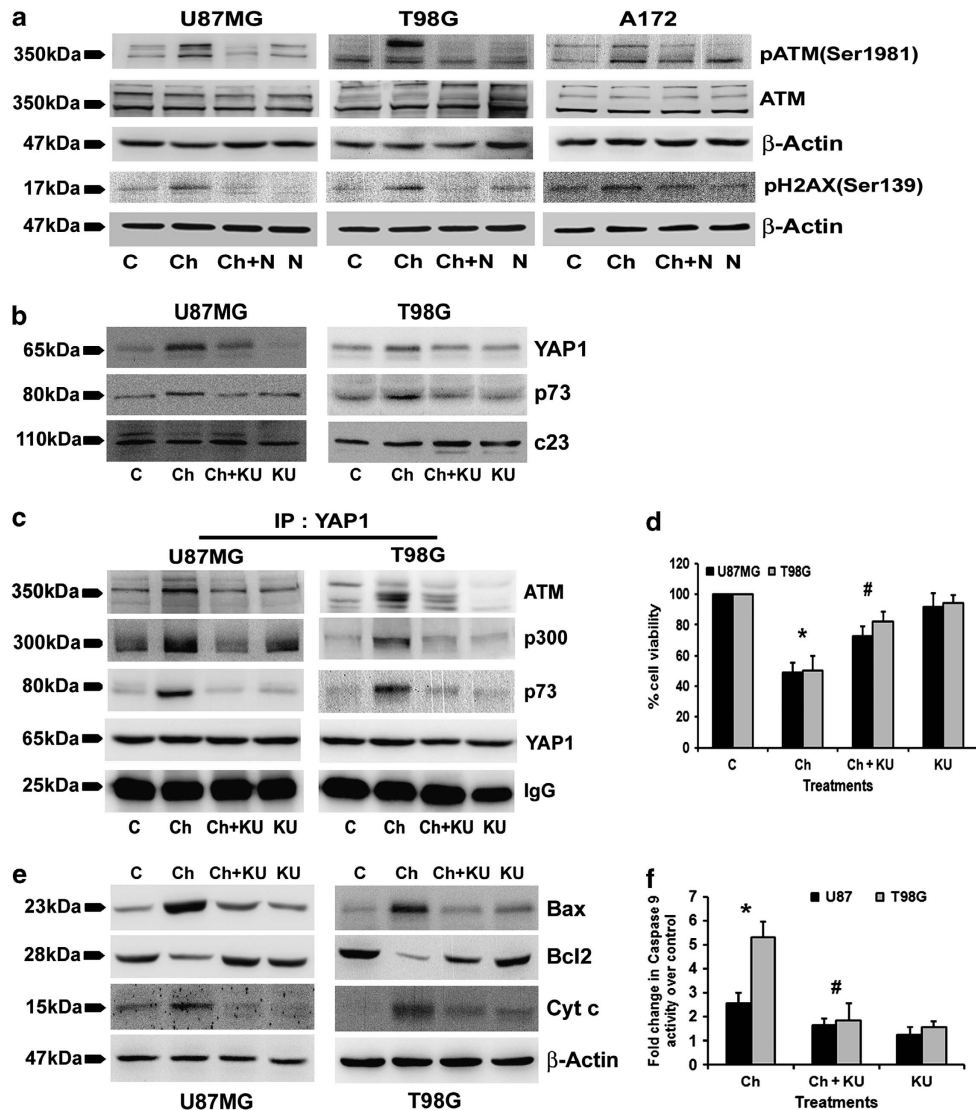 a
U87MG T98G A172
350kDa pATM(Ser1981)
350kDa ATM
47kDa β-Actin
17kDa pH2AX(Ser139)
47kDa β-Actin
C Ch Ch+N N C Ch Ch+N N C Ch Ch+N N
b
U87MG T98G
65kDa YAP1
80kDa p73
110kDa c23
C Ch Ch+KU KU C Ch Ch+KU KU
c
IP : YAP1
U87MG T98G
350kDa ATM
300kDa p300
80kDa p73
65kDa YAP1
25kDa IgG
C Ch Ch+KU KU C Ch Ch+KU KU
d
U87MG T98G
% cell viability
120
100
80
60
40
20
0
*
#
C Ch Ch + KU KU
Treatments
e
C Ch Ch+KU KU C Ch Ch+KU KU
23kDa Bax
28kDa Bcl2
15kDa Cyt c
47kDa β-Actin
U87MG T98G
f
U87 T98G
Fold change in Caspase 9
activity over control
7
6
5
4
3
2
1
0
*
#
Ch Ch + KU KU
Treatments